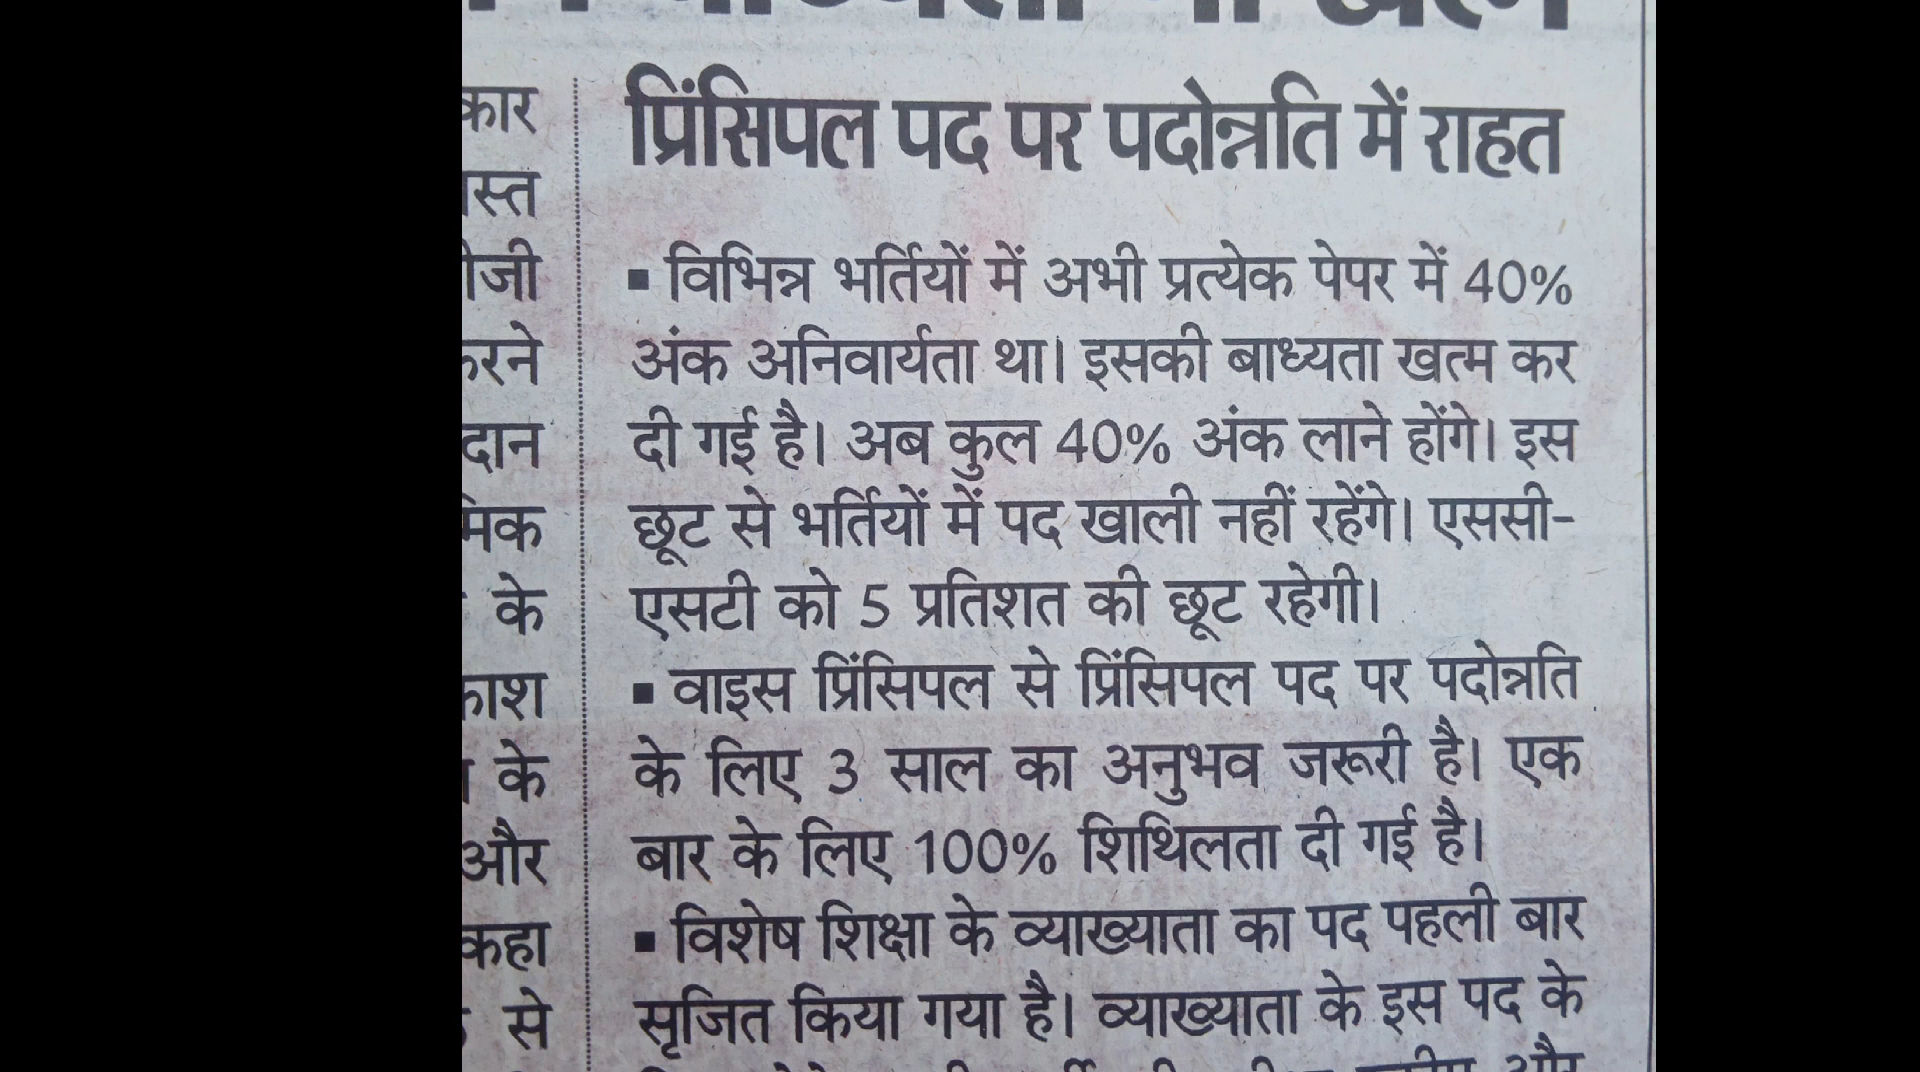 प्रिंसिपल पद पर पदोन्नति में राहत
▪ विभिन्न भर्तियों में अभी प्रत्येक पेपर में 40%
अंक अनिवार्यता था। इसकी बाध्यता खत्म कर
दी गई है। अब कुल 40% अंक लाने होंगे। इस
छूट से भर्तियों में पद खाली नहीं रहेंगे। एससी-
एसटी को 5 प्रतिशत की छूट रहेगी।
▪ वाइस प्रिंसिपल से प्रिंसिपल पद पर पदोन्नति
के लिए 3 साल का अनुभव जरूरी है। एक
बार के लिए 100% शिथिलता दी गई है।
▪ विशेष शिक्षा के व्याख्याता का पद पहली बार
सृजित किया गया है। व्याख्याता के इस पद के
और
के
के
और
कहा
से